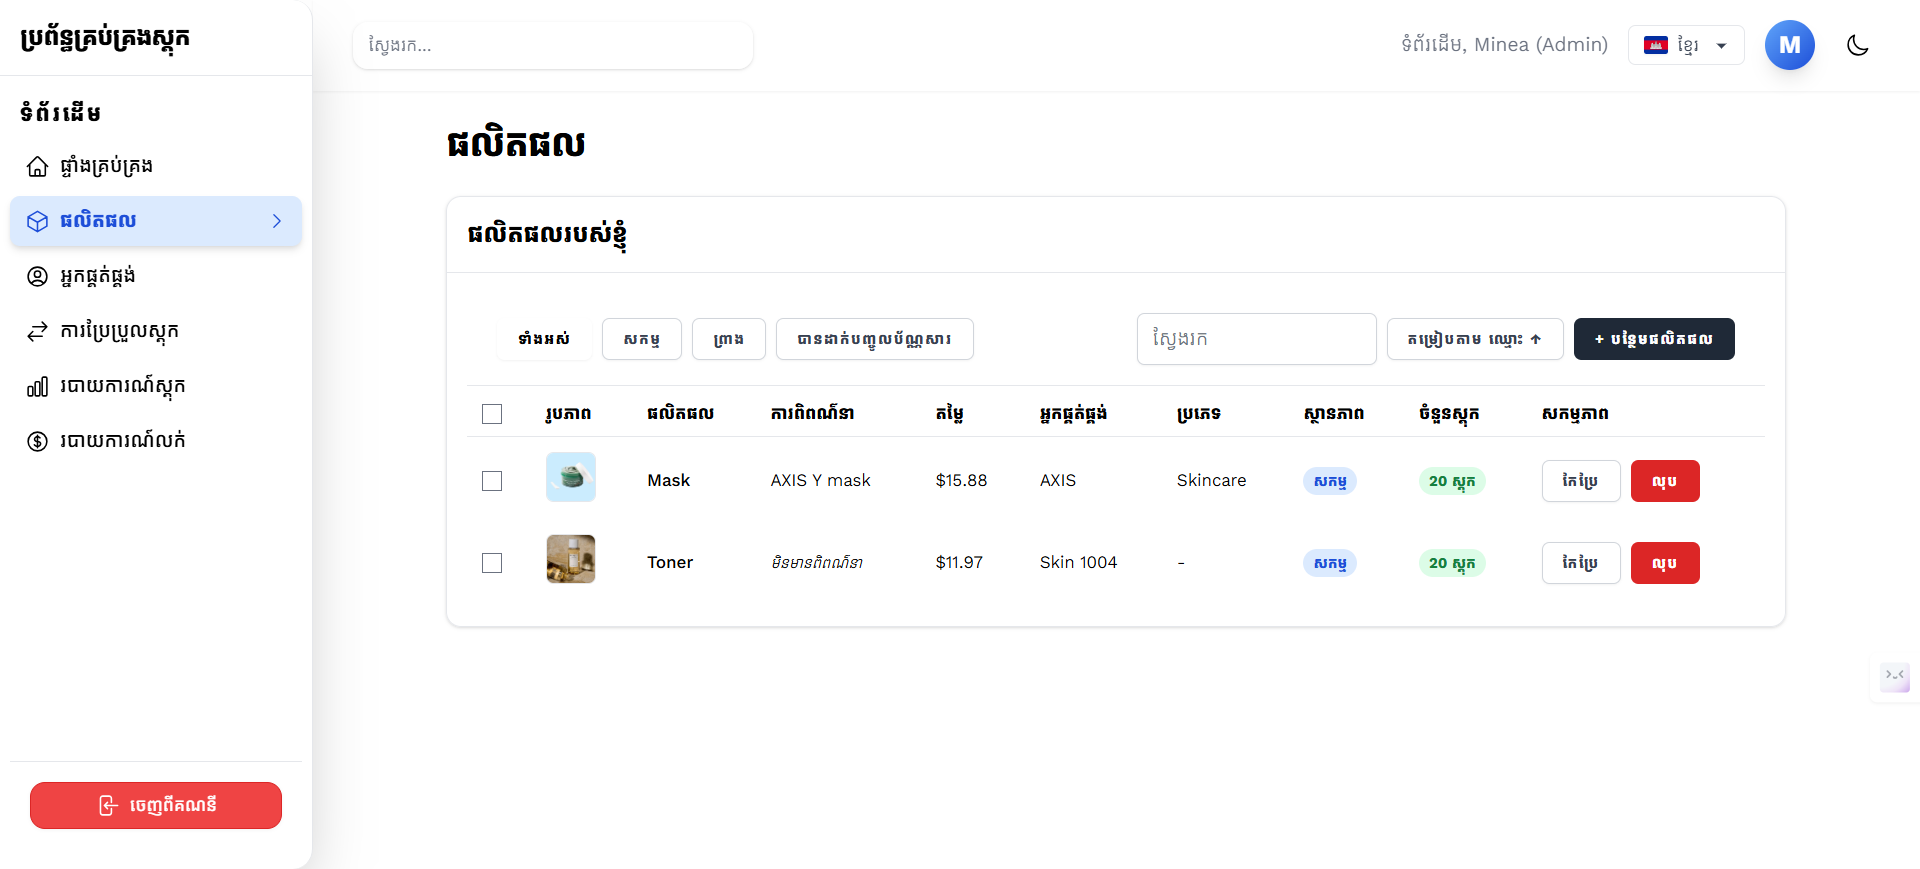 ប្រព័ន្ធគ្រប់គ្រងស្តុក
ស្វែងរក...
ទំព័រដើម, Minea (Admin)
ខ្មែរ
M
ទំព័រដើម
ផ្ទាំងគ្រប់គ្រង
ផលិតផល
អ្នកផ្គត់ផ្គង់
ការប្រែប្រួលស្តុក
របាយការណ៍ស្តុក
របាយការណ៍លក់
ចេញពីគណនី
ផលិតផល
ផលិតផលរបស់ខ្ញុំ
ទាំងអស់ សកម្ម ព្រាង បានដាក់បញ្ចូលប័ណ្ណសារ ស្វែងរក តម្រៀបតាម ឈ្មោះ ↑ + បន្ថែមផលិតផល
រូបភាព ផលិតផល ការពិពណ៌នា តម្លៃ អ្នកផ្គត់ផ្គង់ ប្រភេទ ស្ថានភាព ចំនួនស្តុក សកម្មភាព
Mask AXIS Y mask $15.88 AXIS Skincare សកម្ម 20 ស្តុក កែប្រែ លុប
Toner មិនមានពិពណ៌នា $11.97 Skin 1004 - សកម្ម 20 ស្តុក កែប្រែ លុប